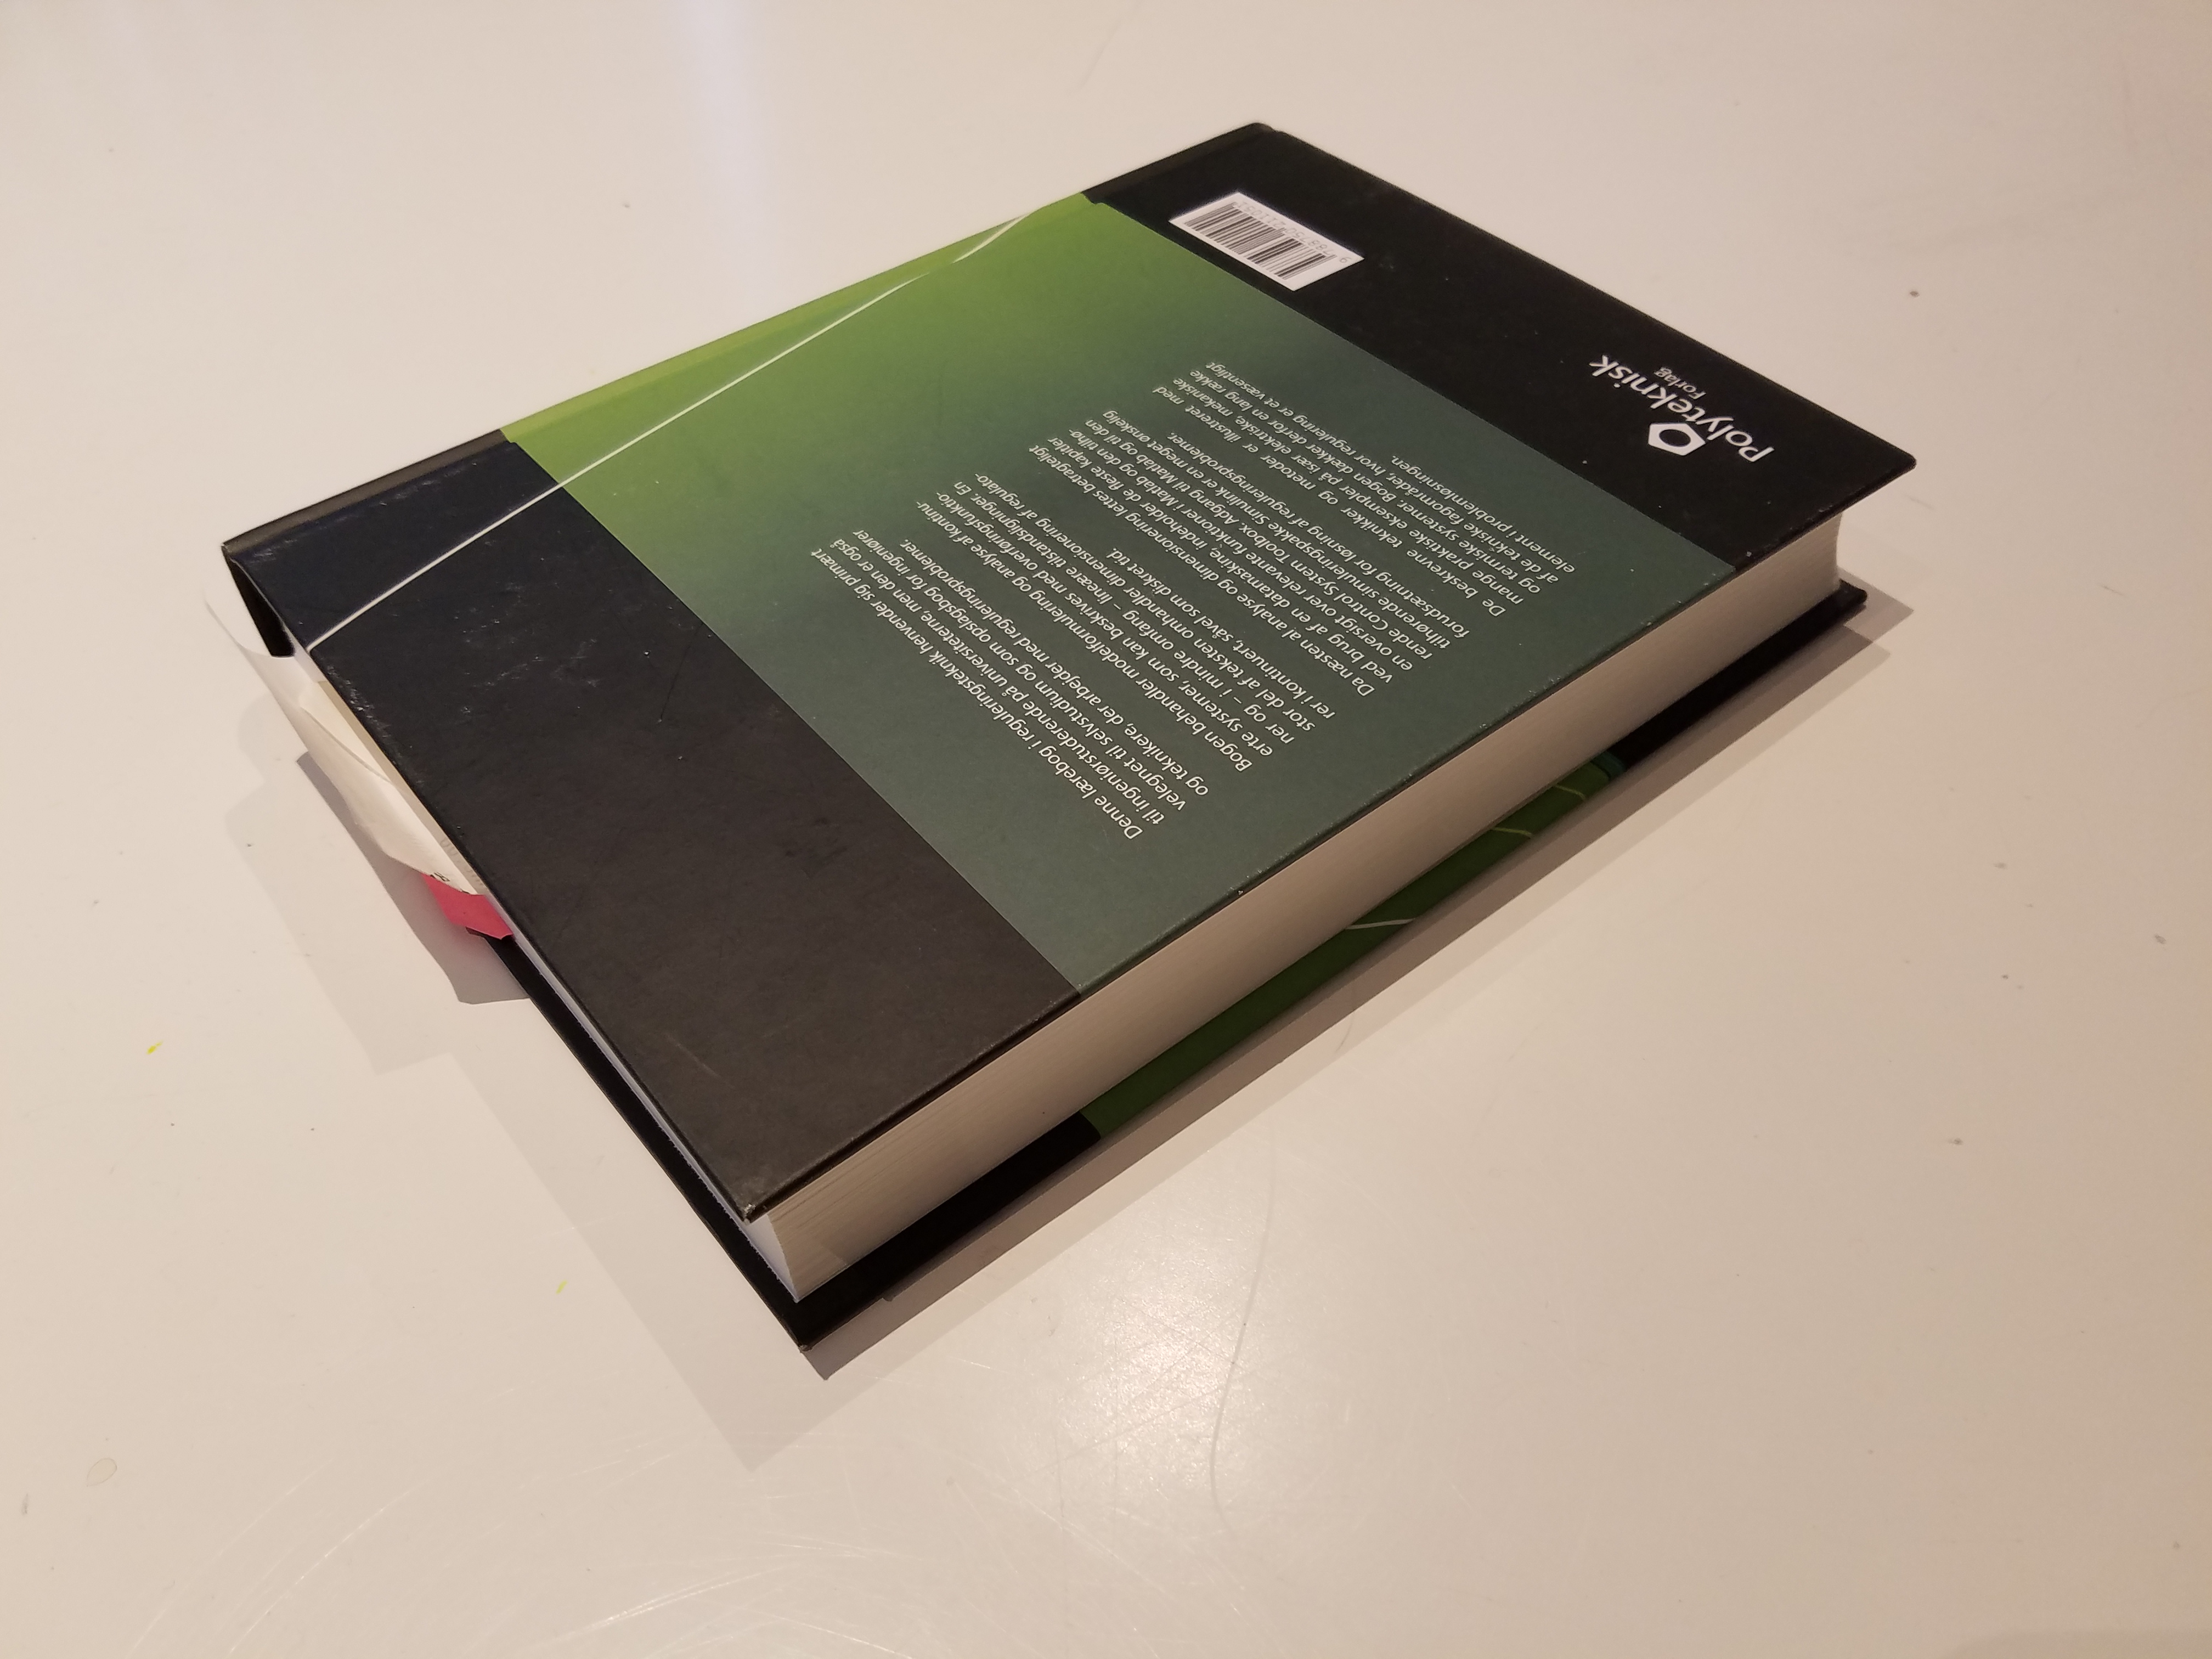 Denne lærebog i reguleringsteknik henvender sig primært
til ingeniørstuderende på universiteterne, men den er også
velegnet til selvstudium og som opslagsbog for ingeniører
og teknikere, der arbejder med reguleringsproblemer.
Bogen behandler modelformulering og analyse af kontinu-
erte systemer, som kan beskrives med overføringsfunktio-
ner og – i mindre omfang – lineære tilstandsligninger. En
stor del af teksten omhandler dimensionering af regulato-
rer i kontinuert, såvel som diskret tid.
Da næsten al analyse og dimensionering lettes betragteligt
ved brug af en datamaskine, indeholder de fleste kapitler
en oversigt over relevante funktioner i Matlab og den tilhø-
rende Control System Toolbox. Adgang til Matlab og til den
tilhørende simuleringspakke Simulink er en meget ønskelig
forudsætning for løsning af reguleringsproblemer.
De beskrevne teknikker og metoder er illustreret med
mange praktiske eksempler på især elektriske, mekaniske
og termiske systemer. Bogen dækker derfor en lang række
af de tekniske fagområder, hvor regulering er et væsentligt
element i problemløsningen.
Polyteknisk
Forlag